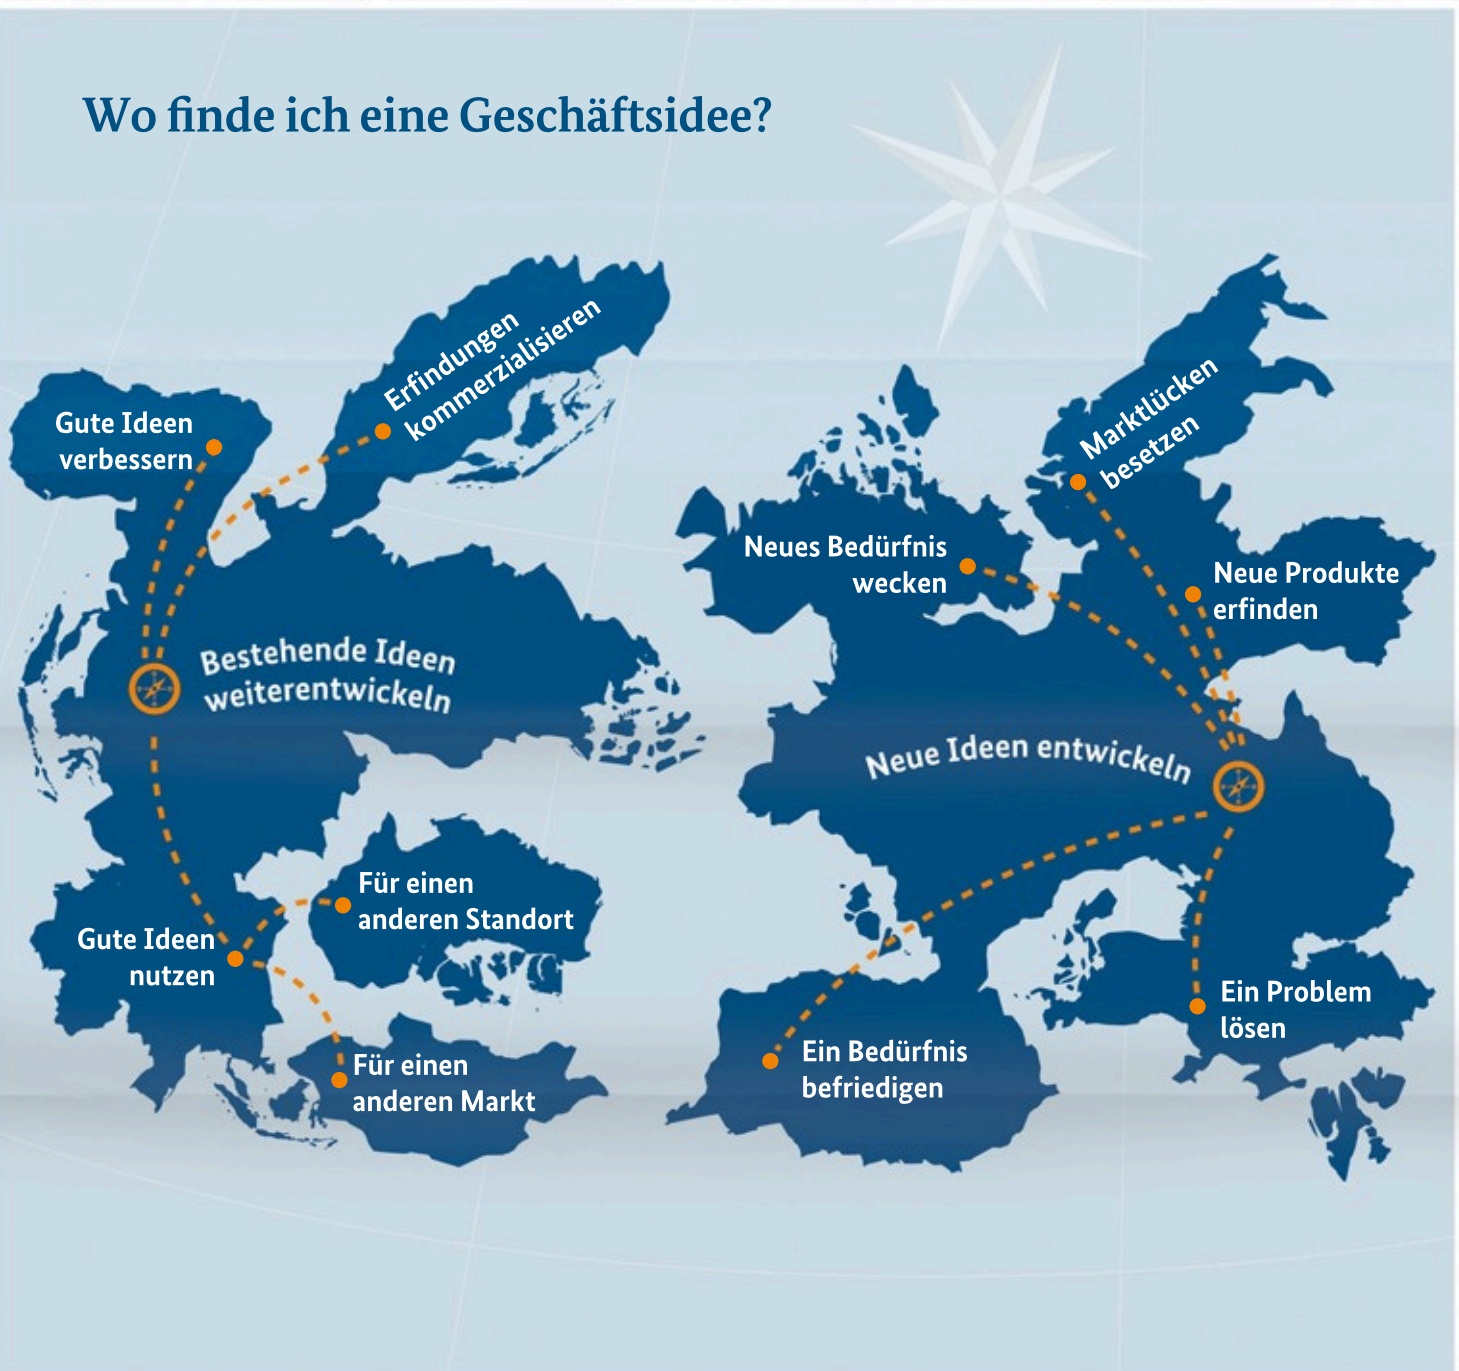 Wo finde ich eine Geschäftsidee?
Erfindungen
kommerzialisieren
Gute Ideen
verbessern
Bestehende Ideen
weiterentwickeln
Für einen
anderen Standort
Gute Ideen
nutzen
Für einen
anderen Markt
Marktlücken
besetzen
Neues Bedürfnis
wecken
Neue Produkte
erfinden
Neue Ideen entwickeln
Ein Problem
lösen
Ein Bedürfnis
befriedigen